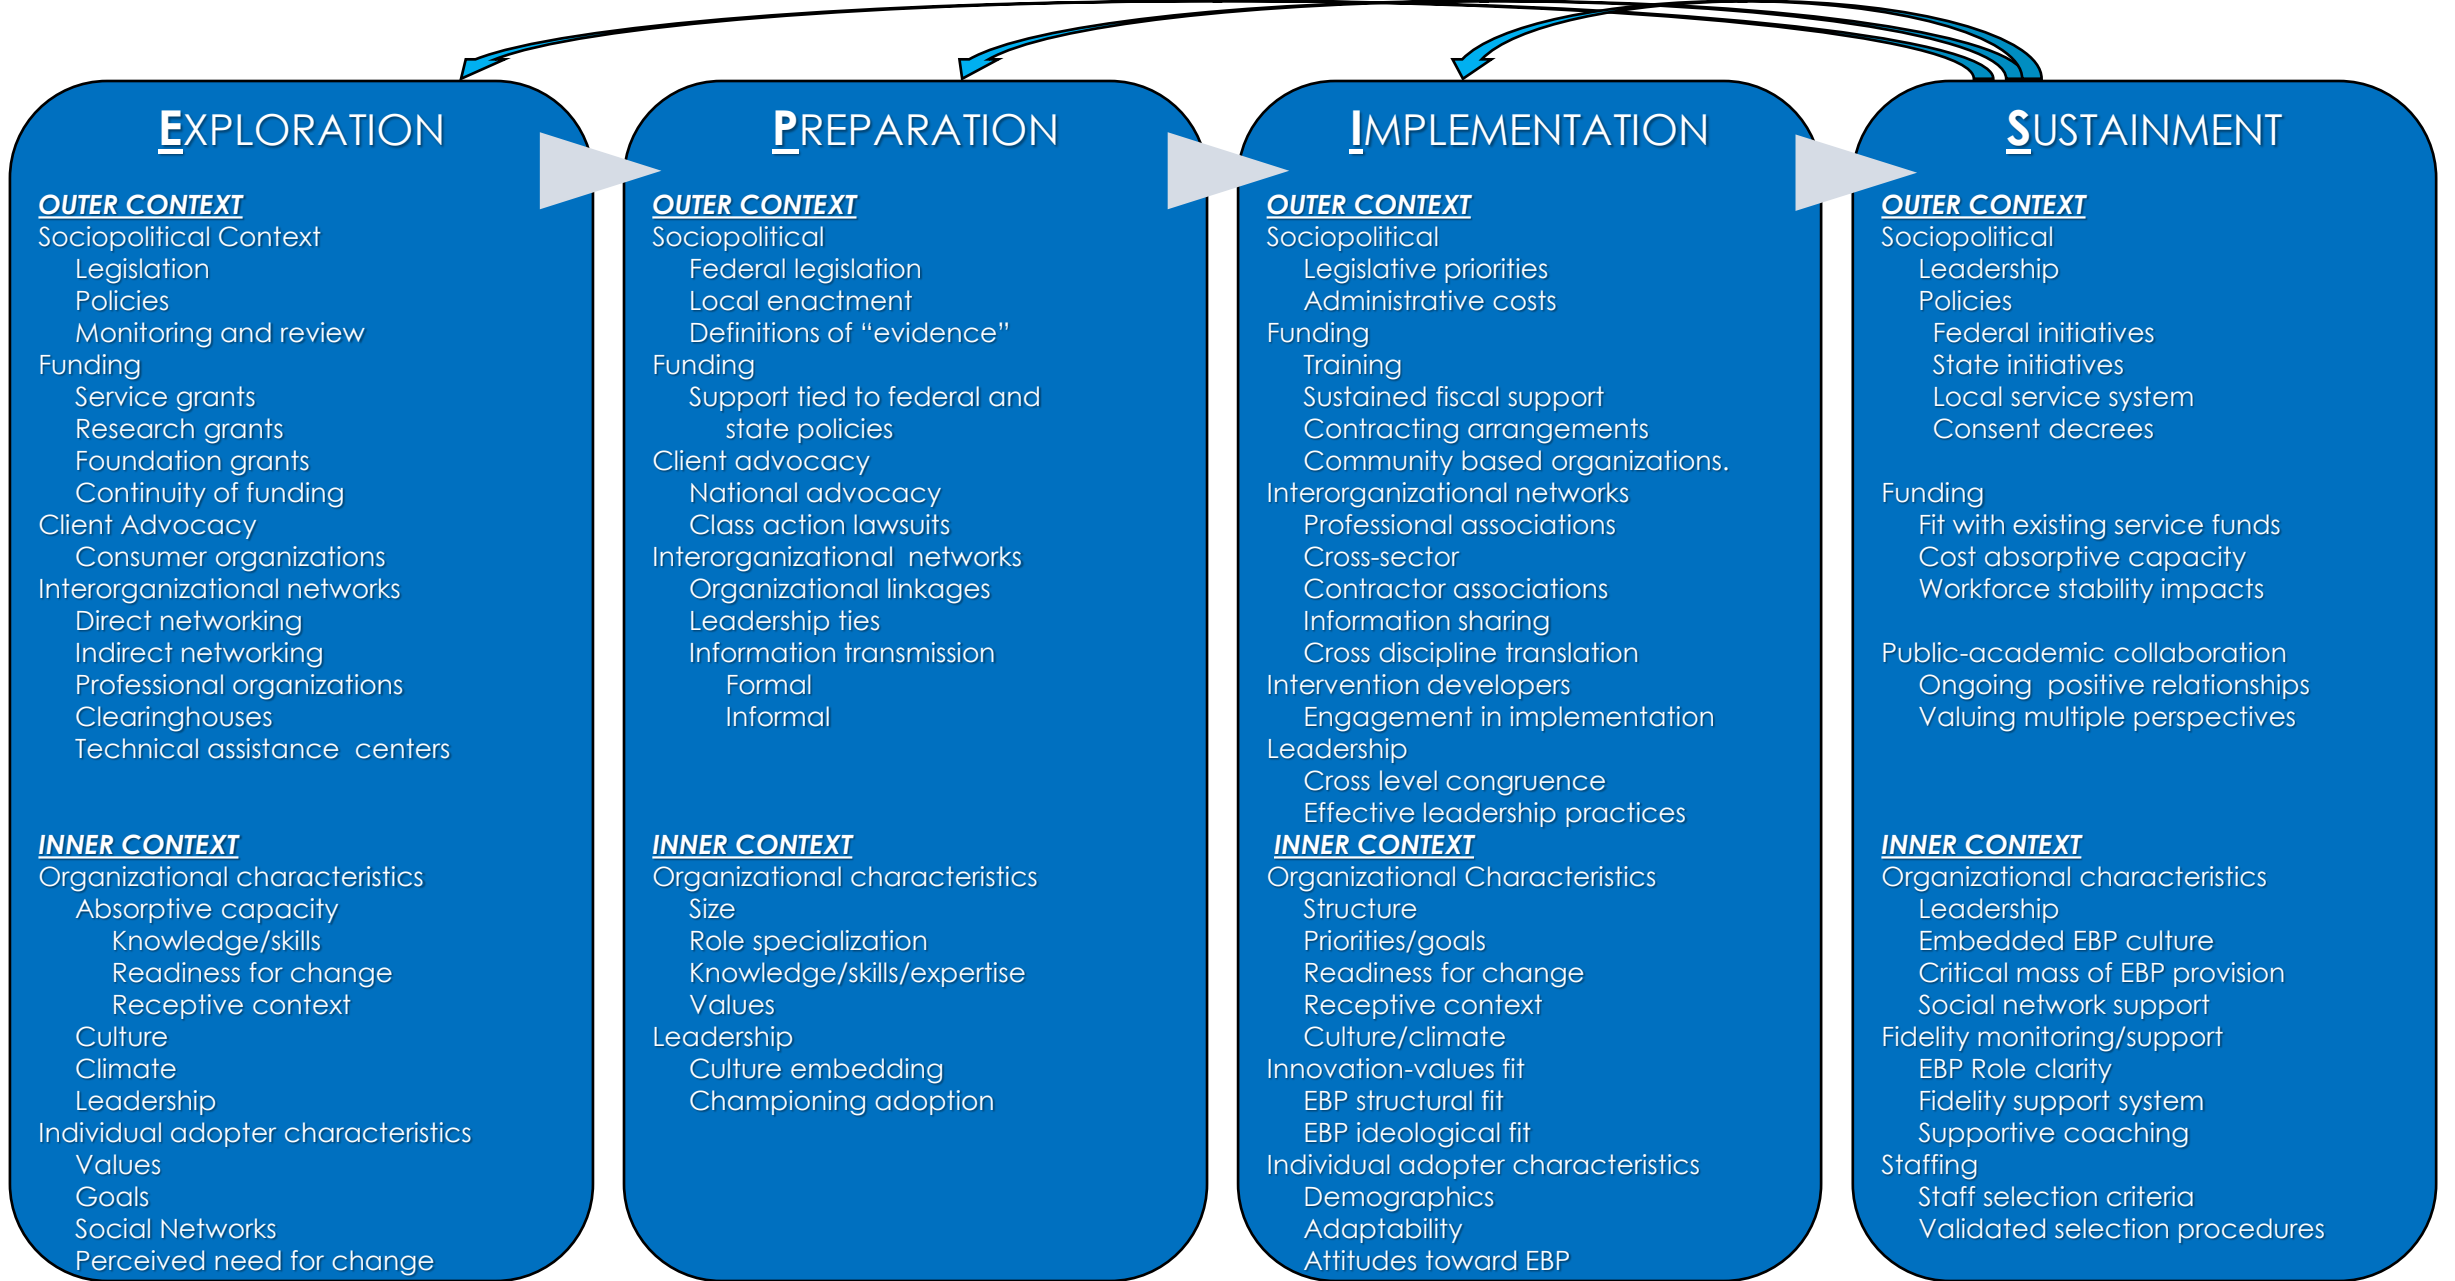 EXPLORATION
OUTER CONTEXT
Sociopolitical Context
Legislation
Policies
Monitoring and review
Funding
Service grants
Research grants
Foundation grants
Continuity of funding
Client Advocacy
Consumer organizations
Interorganizational networks
Direct networking
Indirect networking
Professional organizations
Clearinghouses
Technical assistance  centers
INNER CONTEXT
Organizational characteristics
Absorptive capacity
Knowledge/skills
Readiness for change
Receptive context
Culture
Climate
Leadership
Individual adopter characteristics
Values
Goals
Social Networks
Perceived need for change
PREPARATION
OUTER CONTEXT
Sociopolitical
Federal legislation
Local enactment
Definitions of “evidence”
Funding
Support tied to federal and
state policies
Client advocacy
National advocacy
Class action lawsuits
Interorganizational  networks
Organizational linkages
Leadership ties
Information transmission
Formal
Informal
INNER CONTEXT
Organizational characteristics
Size
Role specialization
Knowledge/skills/expertise
Values
Leadership
Culture embedding
Championing adoption
IMPLEMENTATION
OUTER CONTEXT
Sociopolitical
Legislative priorities
Administrative costs
Funding
Training
Sustained fiscal support
Contracting arrangements
Community based organizations.
Interorganizational networks
Professional associations
Cross-sector
Contractor associations
Information sharing
Cross discipline translation
Intervention developers
Engagement in implementation
Leadership
Cross level congruence
Effective leadership practices
INNER CONTEXT
Organizational Characteristics
Structure
Priorities/goals
Readiness for change
Receptive context
Culture/climate
Innovation-values fit
EBP structural fit
EBP ideological fit
Individual adopter characteristics
Demographics
Adaptability
Attitudes toward EBP
SUSTAINMENT
OUTER CONTEXT
Sociopolitical
Leadership
Policies
Federal initiatives
State initiatives
Local service system
Consent decrees
Funding
Fit with existing service funds
Cost absorptive capacity
Workforce stability impacts
Public-academic collaboration
Ongoing  positive relationships
Valuing multiple perspectives
INNER CONTEXT
Organizational characteristics
Leadership
Embedded EBP culture
Critical mass of EBP provision
Social network support
Fidelity monitoring/support
EBP Role clarity
Fidelity support system
Supportive coaching
Staffing
Staff selection criteria
Validated selection procedures